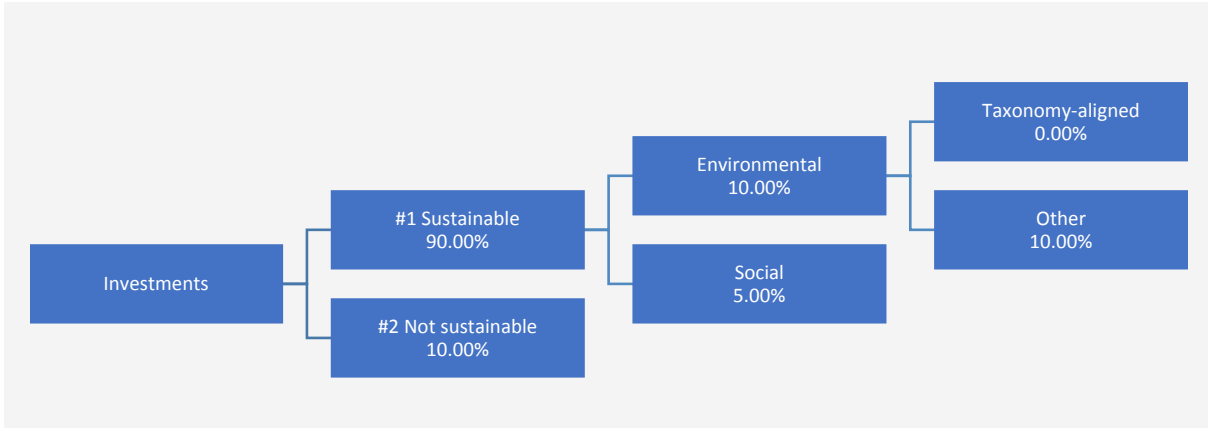 Investments
#1 Sustainable
90.00%
#2 Not sustainable
10.00%
Environmental
10.00%
Social
5.00%
Taxonomy-aligned
0.00%
Other
10.00%